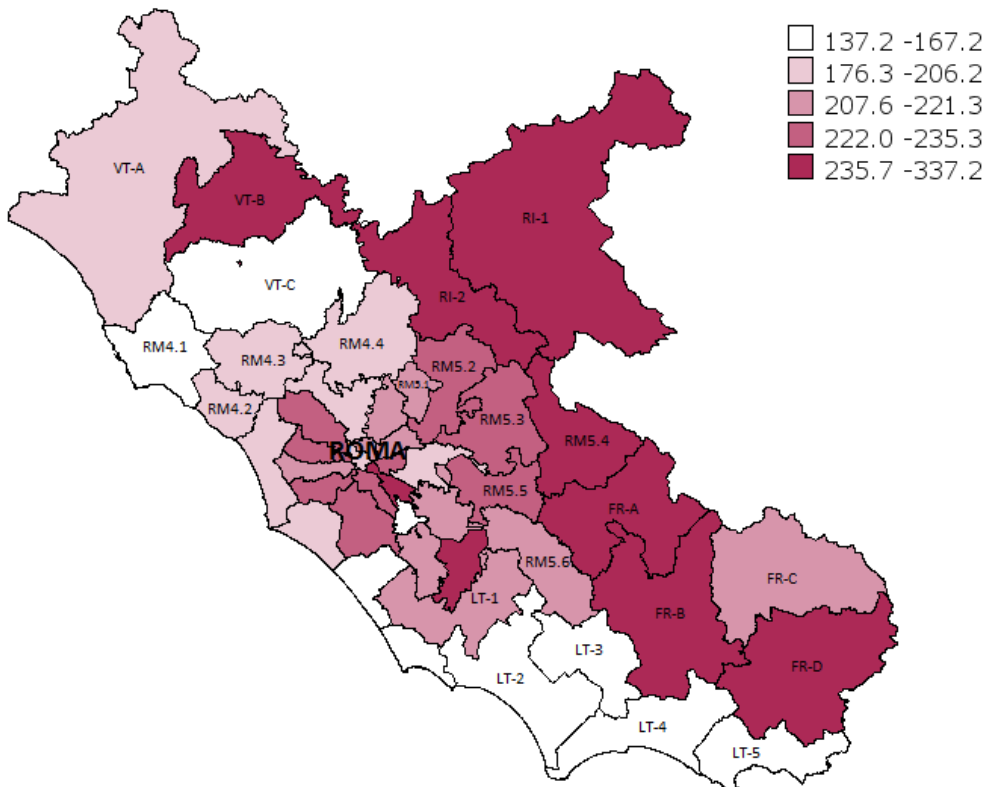 137.2 -167.2
176.3 -206.2
207.6 -221.3
222.0 -235.3
235.7 -337.2
VT-A
VT-B
RI-1
VT-C
RI-2
RM4.1
RM4.3
RM4.4
RM5.2
RM5.1
RM4.2
RM5.3
RM5.4
ROMA
RM5.5
FR-A
RM5.6
FR-C
LT-1
FR-B
LT-3
FR-D
LT-2
LT-4
LT-5